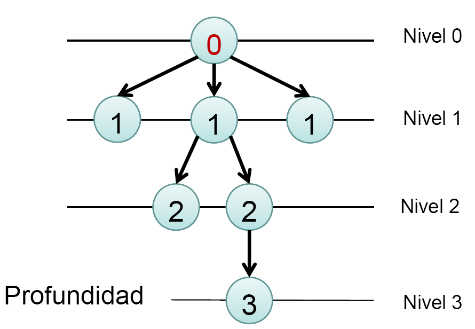 0 Nivel 0
1 1 1 Nivel 1
2 2 Nivel 2
Profundidad 3 Nivel 3